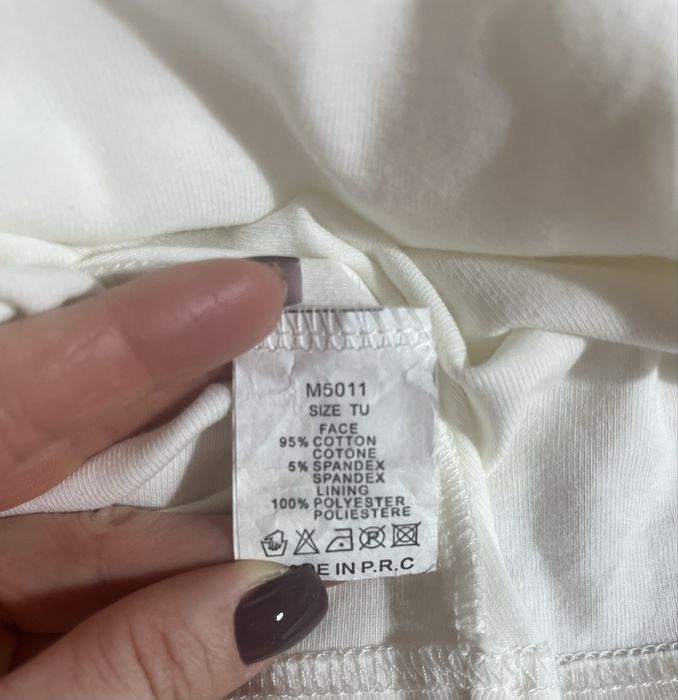 M5011
SIZE TU
FACE
95% COTTON
COTONE
5% SPANDEX
SPANDEX
LINING
100% POLYESTER
POLIESTERE
IN P.R.C